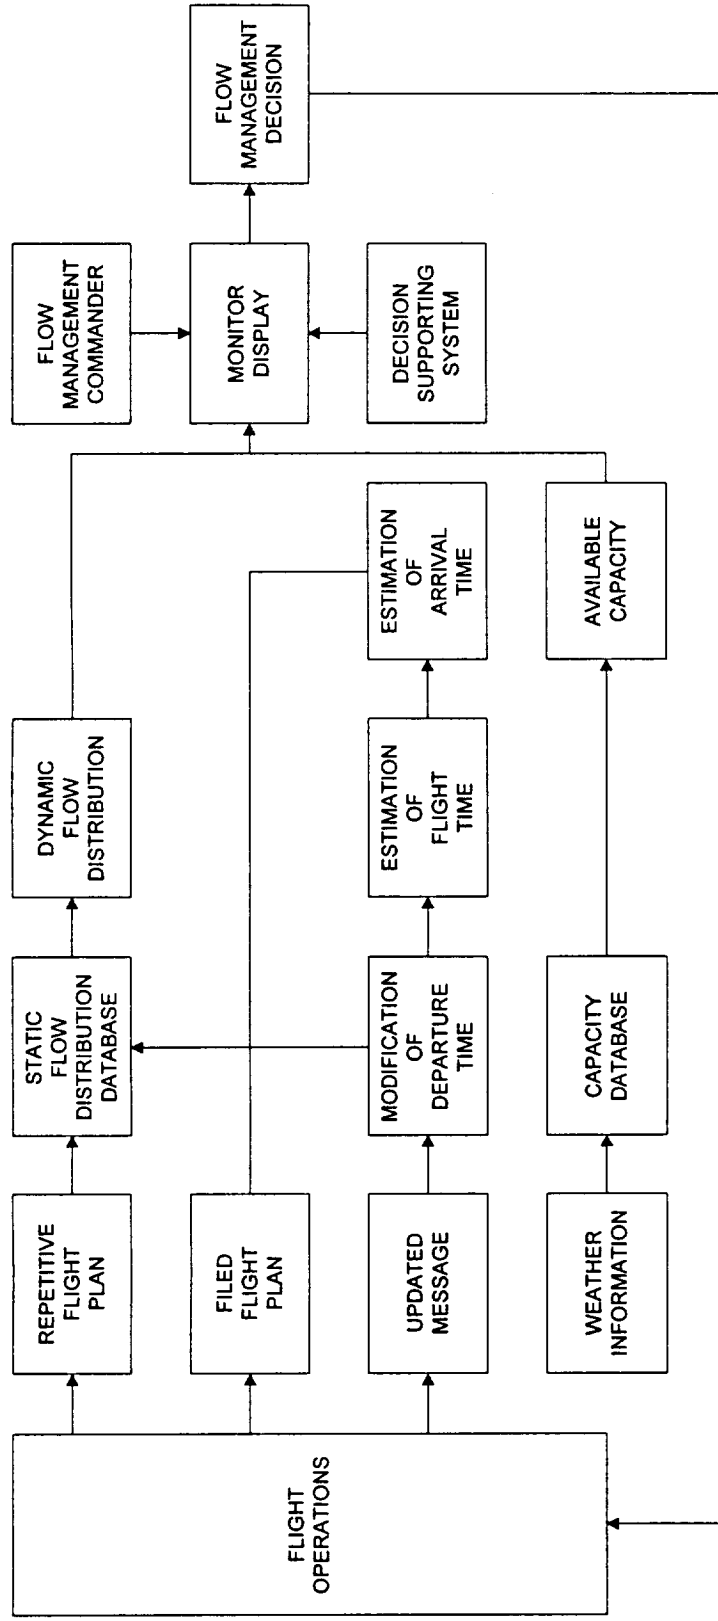 FLIGHT
OPERATIONS
REPETITIVE
FLIGHT
PLAN
STATIC
FLOW
DISTRIBUTION
DATABASE
DYNAMIC
FLOW
DISTRIBUTION
FLOW
MANAGEMENT
COMMANDER
FILED
FLIGHT
PLAN
MONITOR
DISPLAY
FLOW
MANAGEMENT
DECISION
UPDATED
MESSAGE
MODIFICATION
OF
DEPARTURE
TIME
ESTIMATION
OF
FLIGHT
TIME
ESTIMATION
OF
ARRIVAL
TIME
DECISION
SUPPORTING
SYSTEM
WEATHER
INFORMATION
CAPACITY
DATABASE
AVAILABLE
CAPACITY